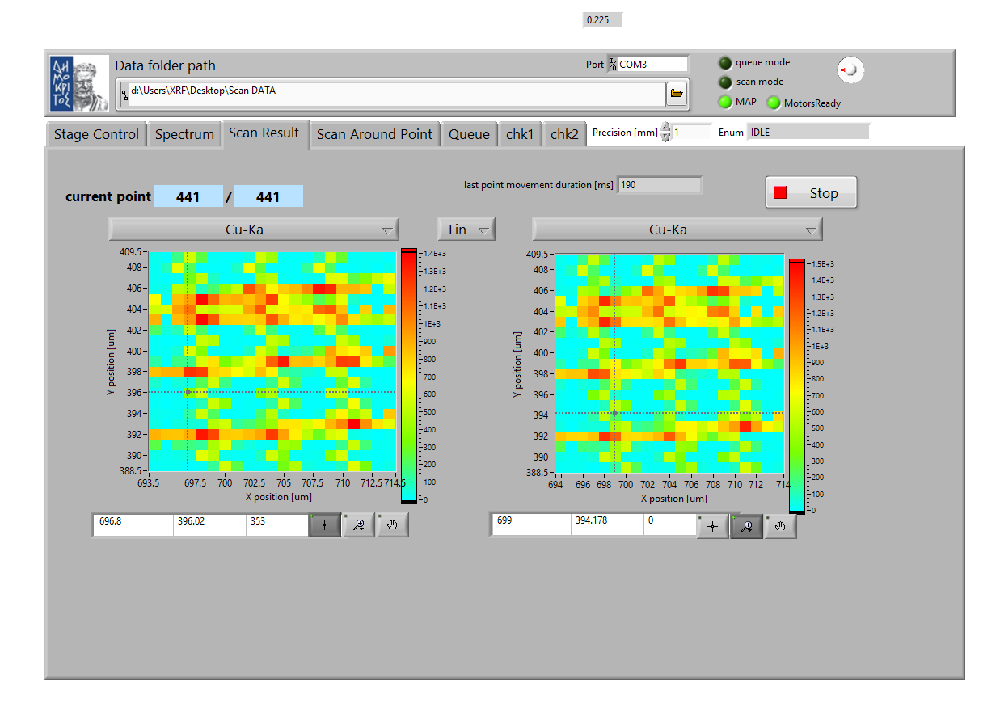 0.225
ΔΗ
ΜΟ
ΚΡΙ
ΤΟΣ
Data folder path
d:\Users\XRF\Desktop\Scan DATA
Port COM3
queue mode
scan mode
MAP MotorsReady
Stage Control Spectrum Scan Result Scan Around Point Queue chk1 chk2 Precision [mm] 1 Enum IDLE
current point 441 / 441
last point movement duration [ms] 190
Stop
Cu-Ka
Lin
Cu-Ka
Y position [um]
409.5
408
406
404
402
400
398
396
394
392
390
388.5
693.5 697.5 700 702.5 705 707.5 710 712.5 714.5
X position [um]
1.4E+3
1.3E+3
1.2E+3
1.1E+3
1E+3
900
800
700
600
500
400
300
200
100
0
696.8 396.02 353
Y position [um]
409.5
408
406
404
402
400
398
396
394
392
390
388.5
694 696 698 700 702 704 706 708 710 712 714
X position [um]
1.5E+3
1.4E+3
1.3E+3
1.2E+3
1.1E+3
1E+3
900
800
700
600
500
400
300
200
100
0
699 394.178 0